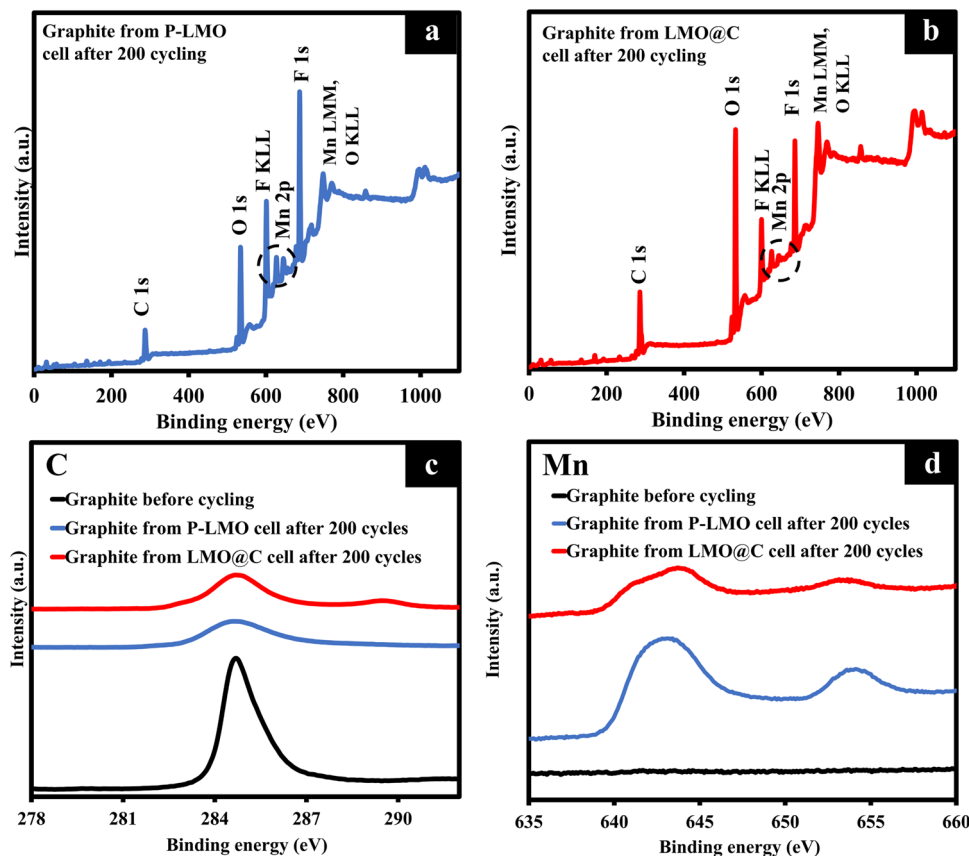 Graphite from P-LMO
cell after 200 cycling
a
C 1s
O 1s
F KLL
Mn 2p
F 1s
Mn LMM,
O KLL
Intensity (a.u.)
0 200 400 600 800 1000
Binding energy (eV)
Graphite from LMO@C
cell after 200 cycling
b
C 1s
O 1s
F KLL
Mn 2p
F 1s
Mn LMM,
O KLL
Intensity (a.u.)
0 200 400 600 800 1000
Binding energy (eV)
C
c
Graphite before cycling
Graphite from P-LMO cell after 200 cycles
Graphite from LMO@C cell after 200 cycles
Intensity (a.u.)
278 281 284 287 290
Binding energy (eV)
Mn
d
Graphite before cycling
Graphite from P-LMO cell after 200 cycles
Graphite from LMO@C cell after 200 cycles
Intensity (a.u.)
635 640 645 650 655 660
Binding energy (eV)